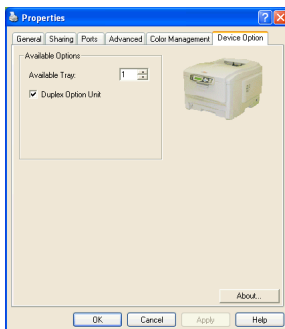 Properties
General Sharing Ports Advanced Color Management Device Option
Available Options
Available Tray: 1
Duplex Option Unit
About...
OK Cancel Apply Help